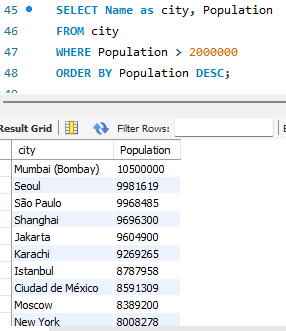 45 SELECT Name as city, Population
46 FROM city
47 WHERE Population > 2000000
48 ORDER BY Population DESC;
Result Grid Filter Rows:
city Population
Mumbai (Bombay) 10500000
Seoul 9981619
São Paulo 9968485
Shanghai 9696300
Jakarta 9604900
Karachi 9269265
Istanbul 8787958
Ciudad de México 8591309
Moscow 8389200
New York 8008278